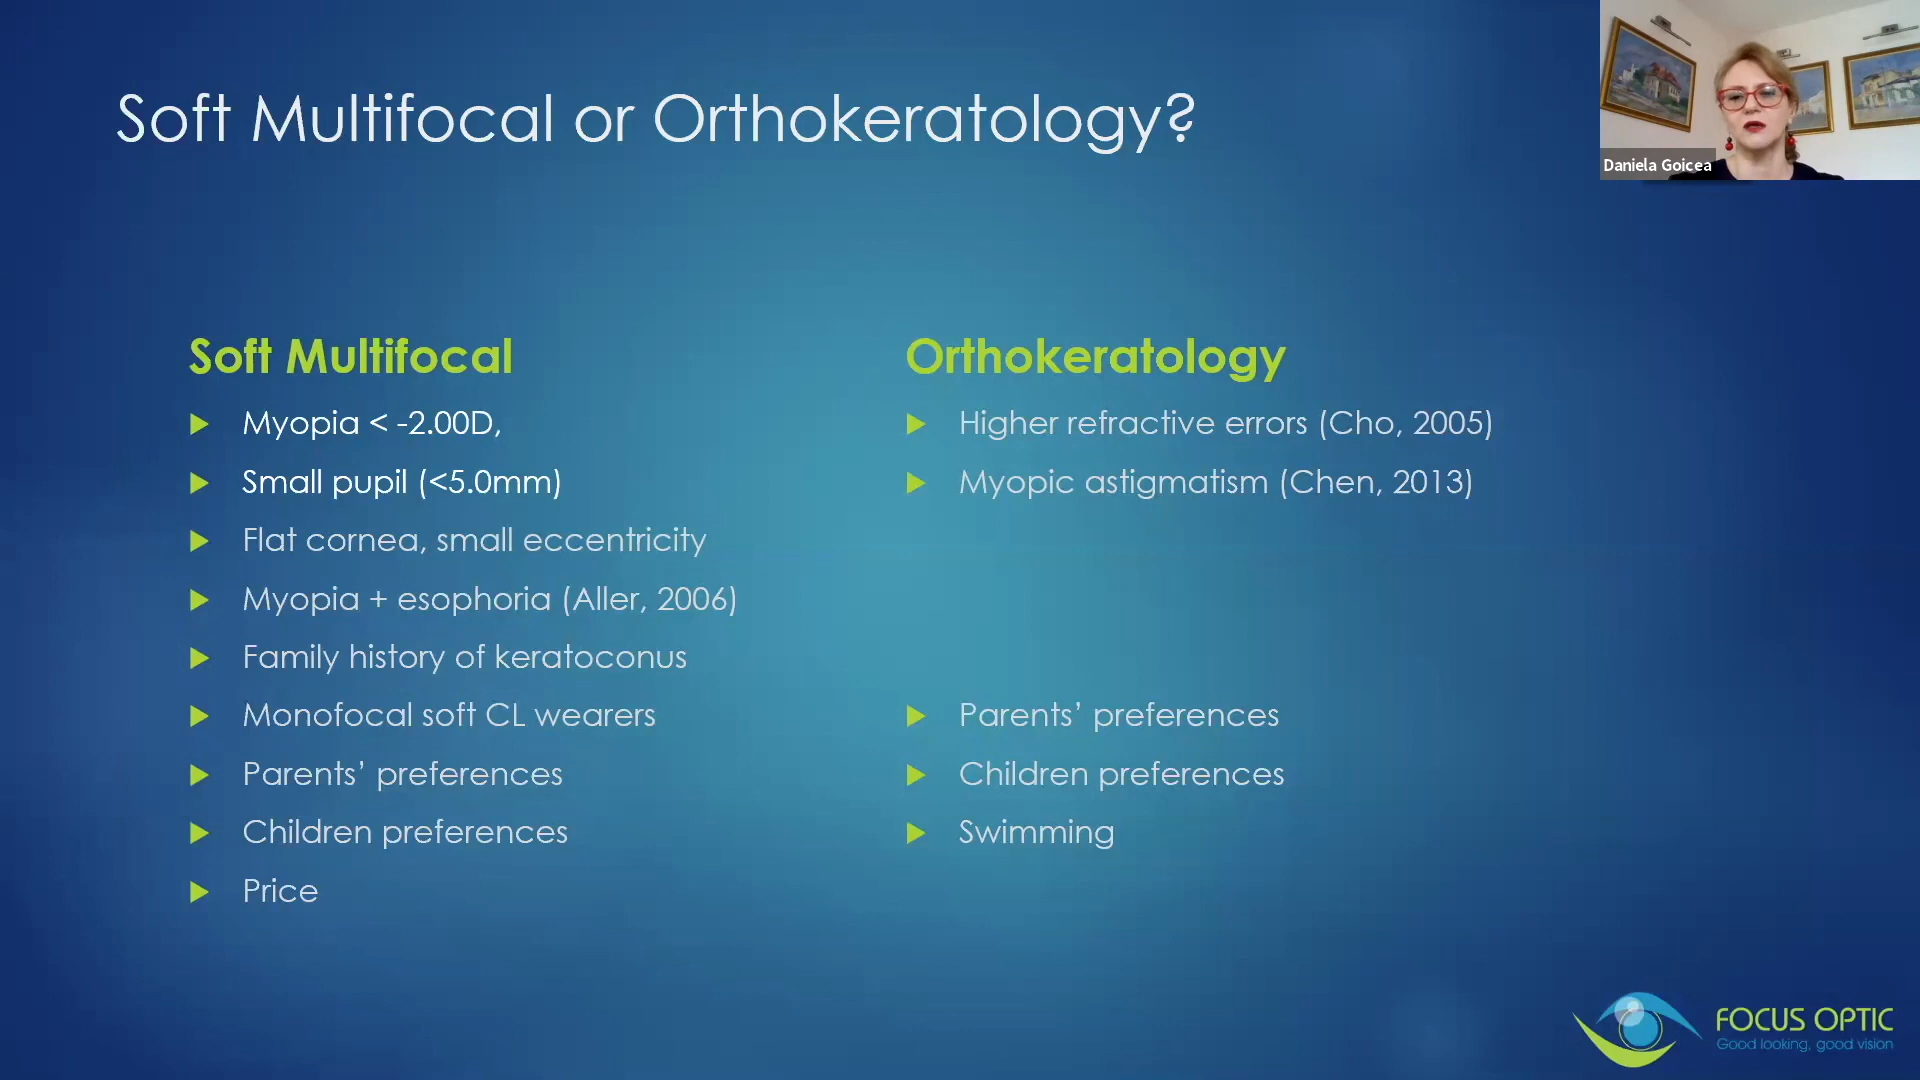 Soft Multifocal or Orthokeratology?
Daniela Goicea
Soft Multifocal
Myopia < -2.00D,
Small pupil (<5.0mm)
Flat cornea, small eccentricity
Myopia + esophoria (Aller, 2006)
Family history of keratoconus
Monofocal soft CL wearers
Parents' preferences
Children preferences
Price
Orthokeratology
Higher refractive errors (Cho, 2005)
Myopic astigmatism (Chen, 2013)
Parents' preferences
Children preferences
Swimming
FOCUS OPTIC
Good looking, good vision